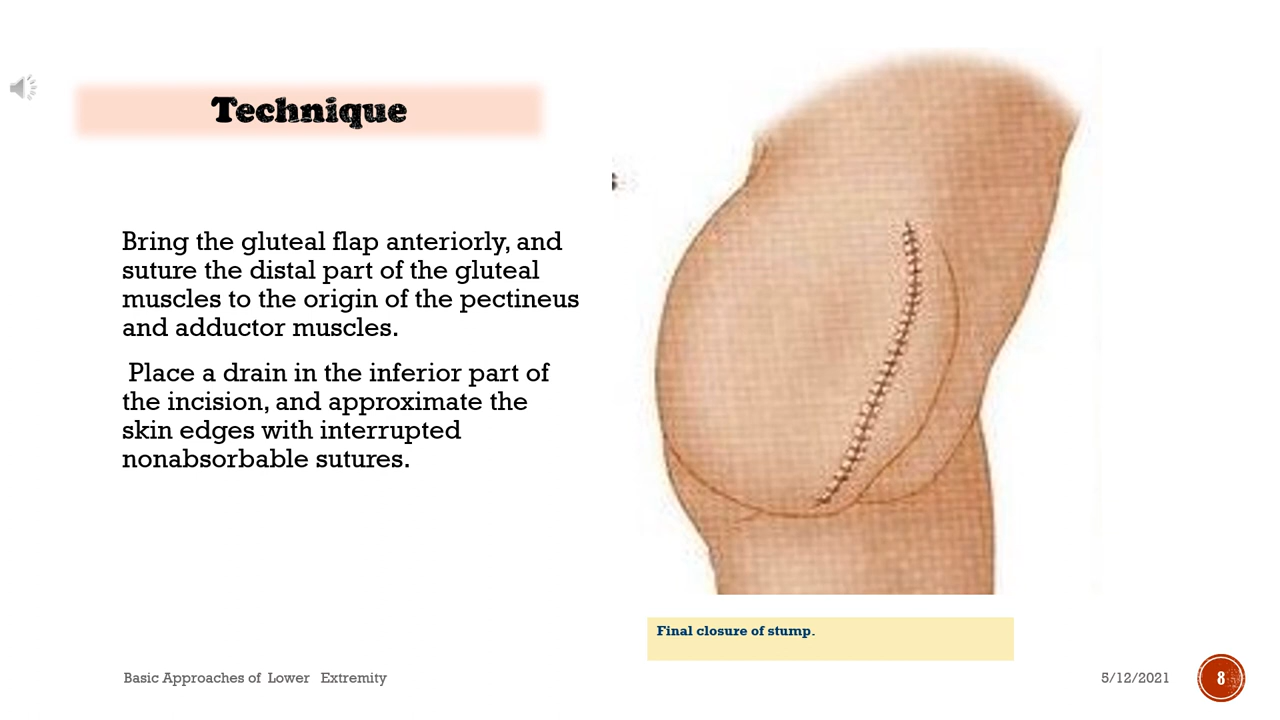 Technique
Bring the gluteal flap anteriorly, and
suture the distal part of the gluteal
muscles to the origin of the pectineus
and adductor muscles.
Place a drain in the inferior part of
the incision, and approximate the
skin edges with interrupted
nonabsorbable sutures.
Final closure of stump.
Basic Approaches of Lower Extremity
5/12/2021
8